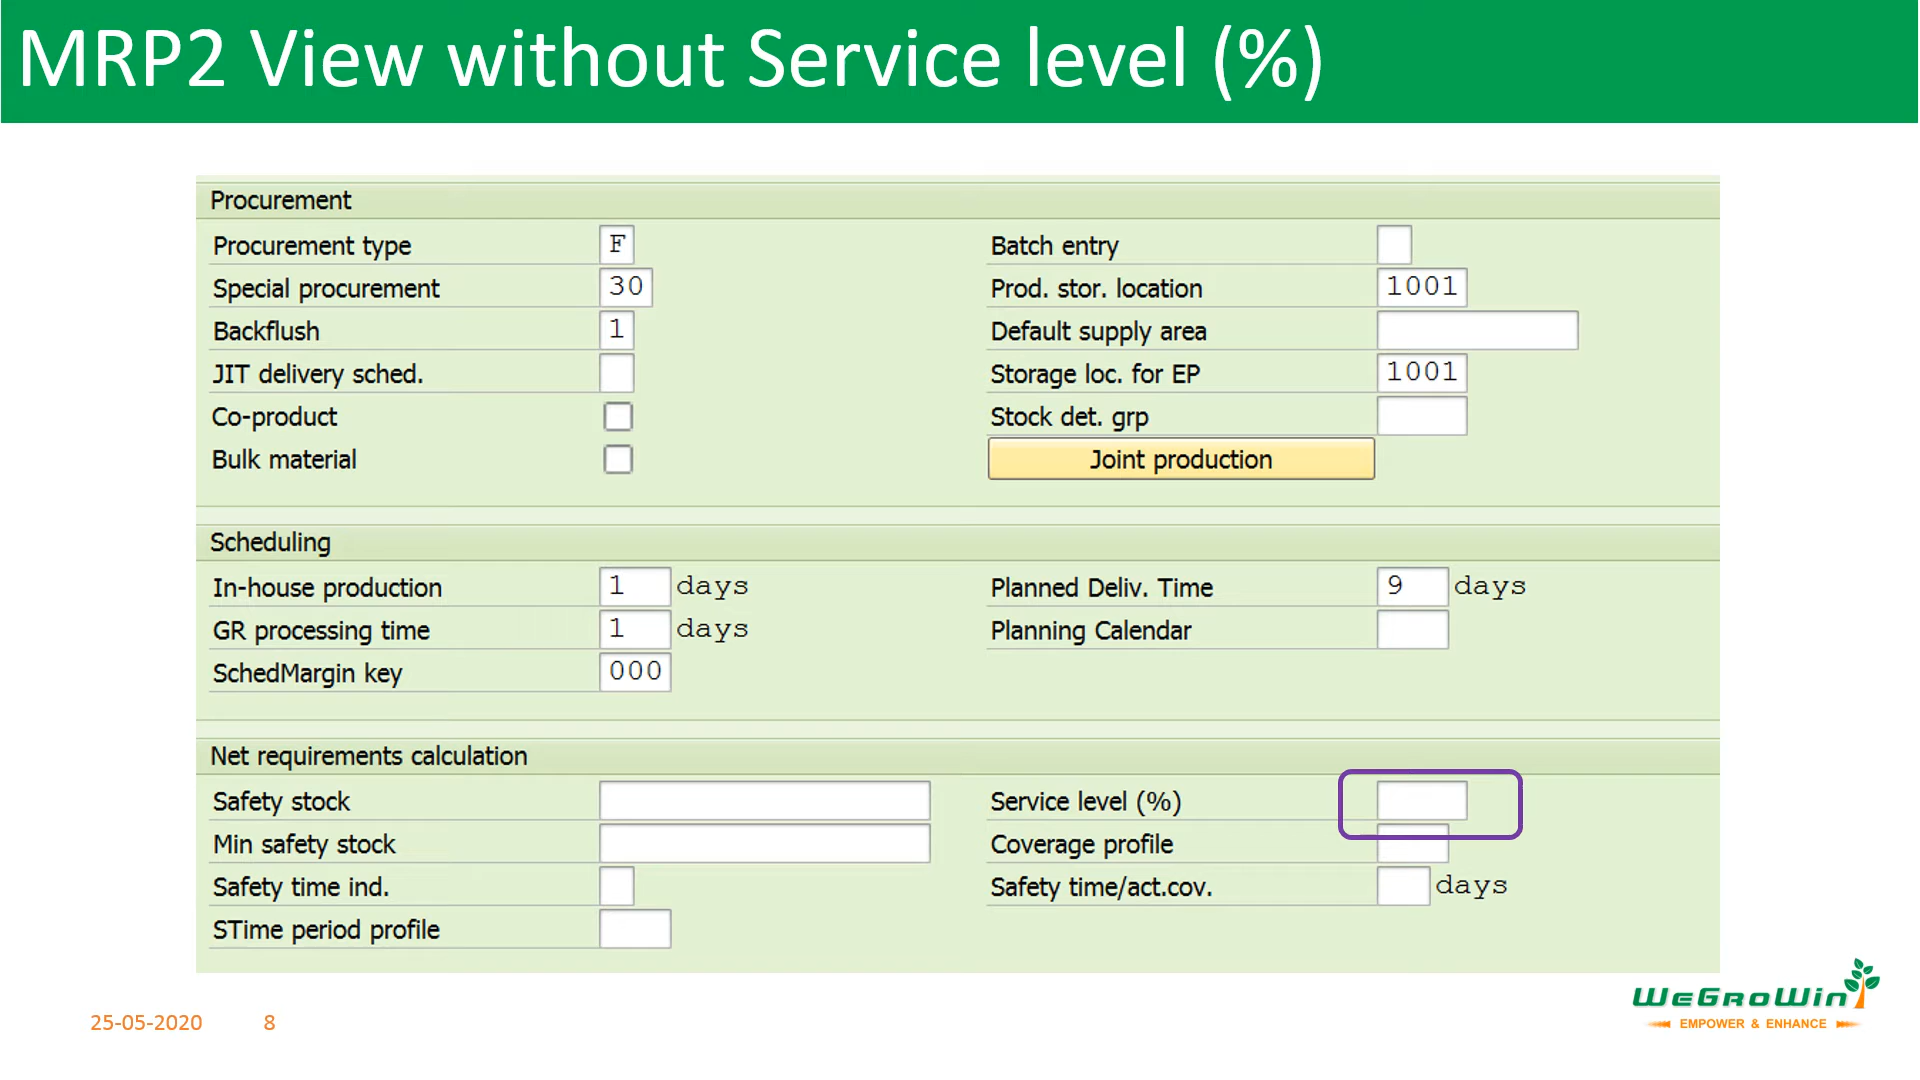 MRP2 View without Service level (%)
Procurement
Procurement type F Batch entry
Special procurement 30 Prod. stor. location 1001
Backflush 1 Default supply area
JIT delivery sched. Storage loc. for EP 1001
Co-product Stock det. grp
Bulk material Joint production
Scheduling
In-house production 1 days Planned Deliv. Time 9 days
GR processing time 1 days Planning Calendar
SchedMargin key 000
Net requirements calculation
Safety stock Service level (%)
Min safety stock Coverage profile
Safety time ind. Safety time/act.cov. days
STime period profile
WeGroWin
EMPOWER & ENHANCE
25-05-2020 8